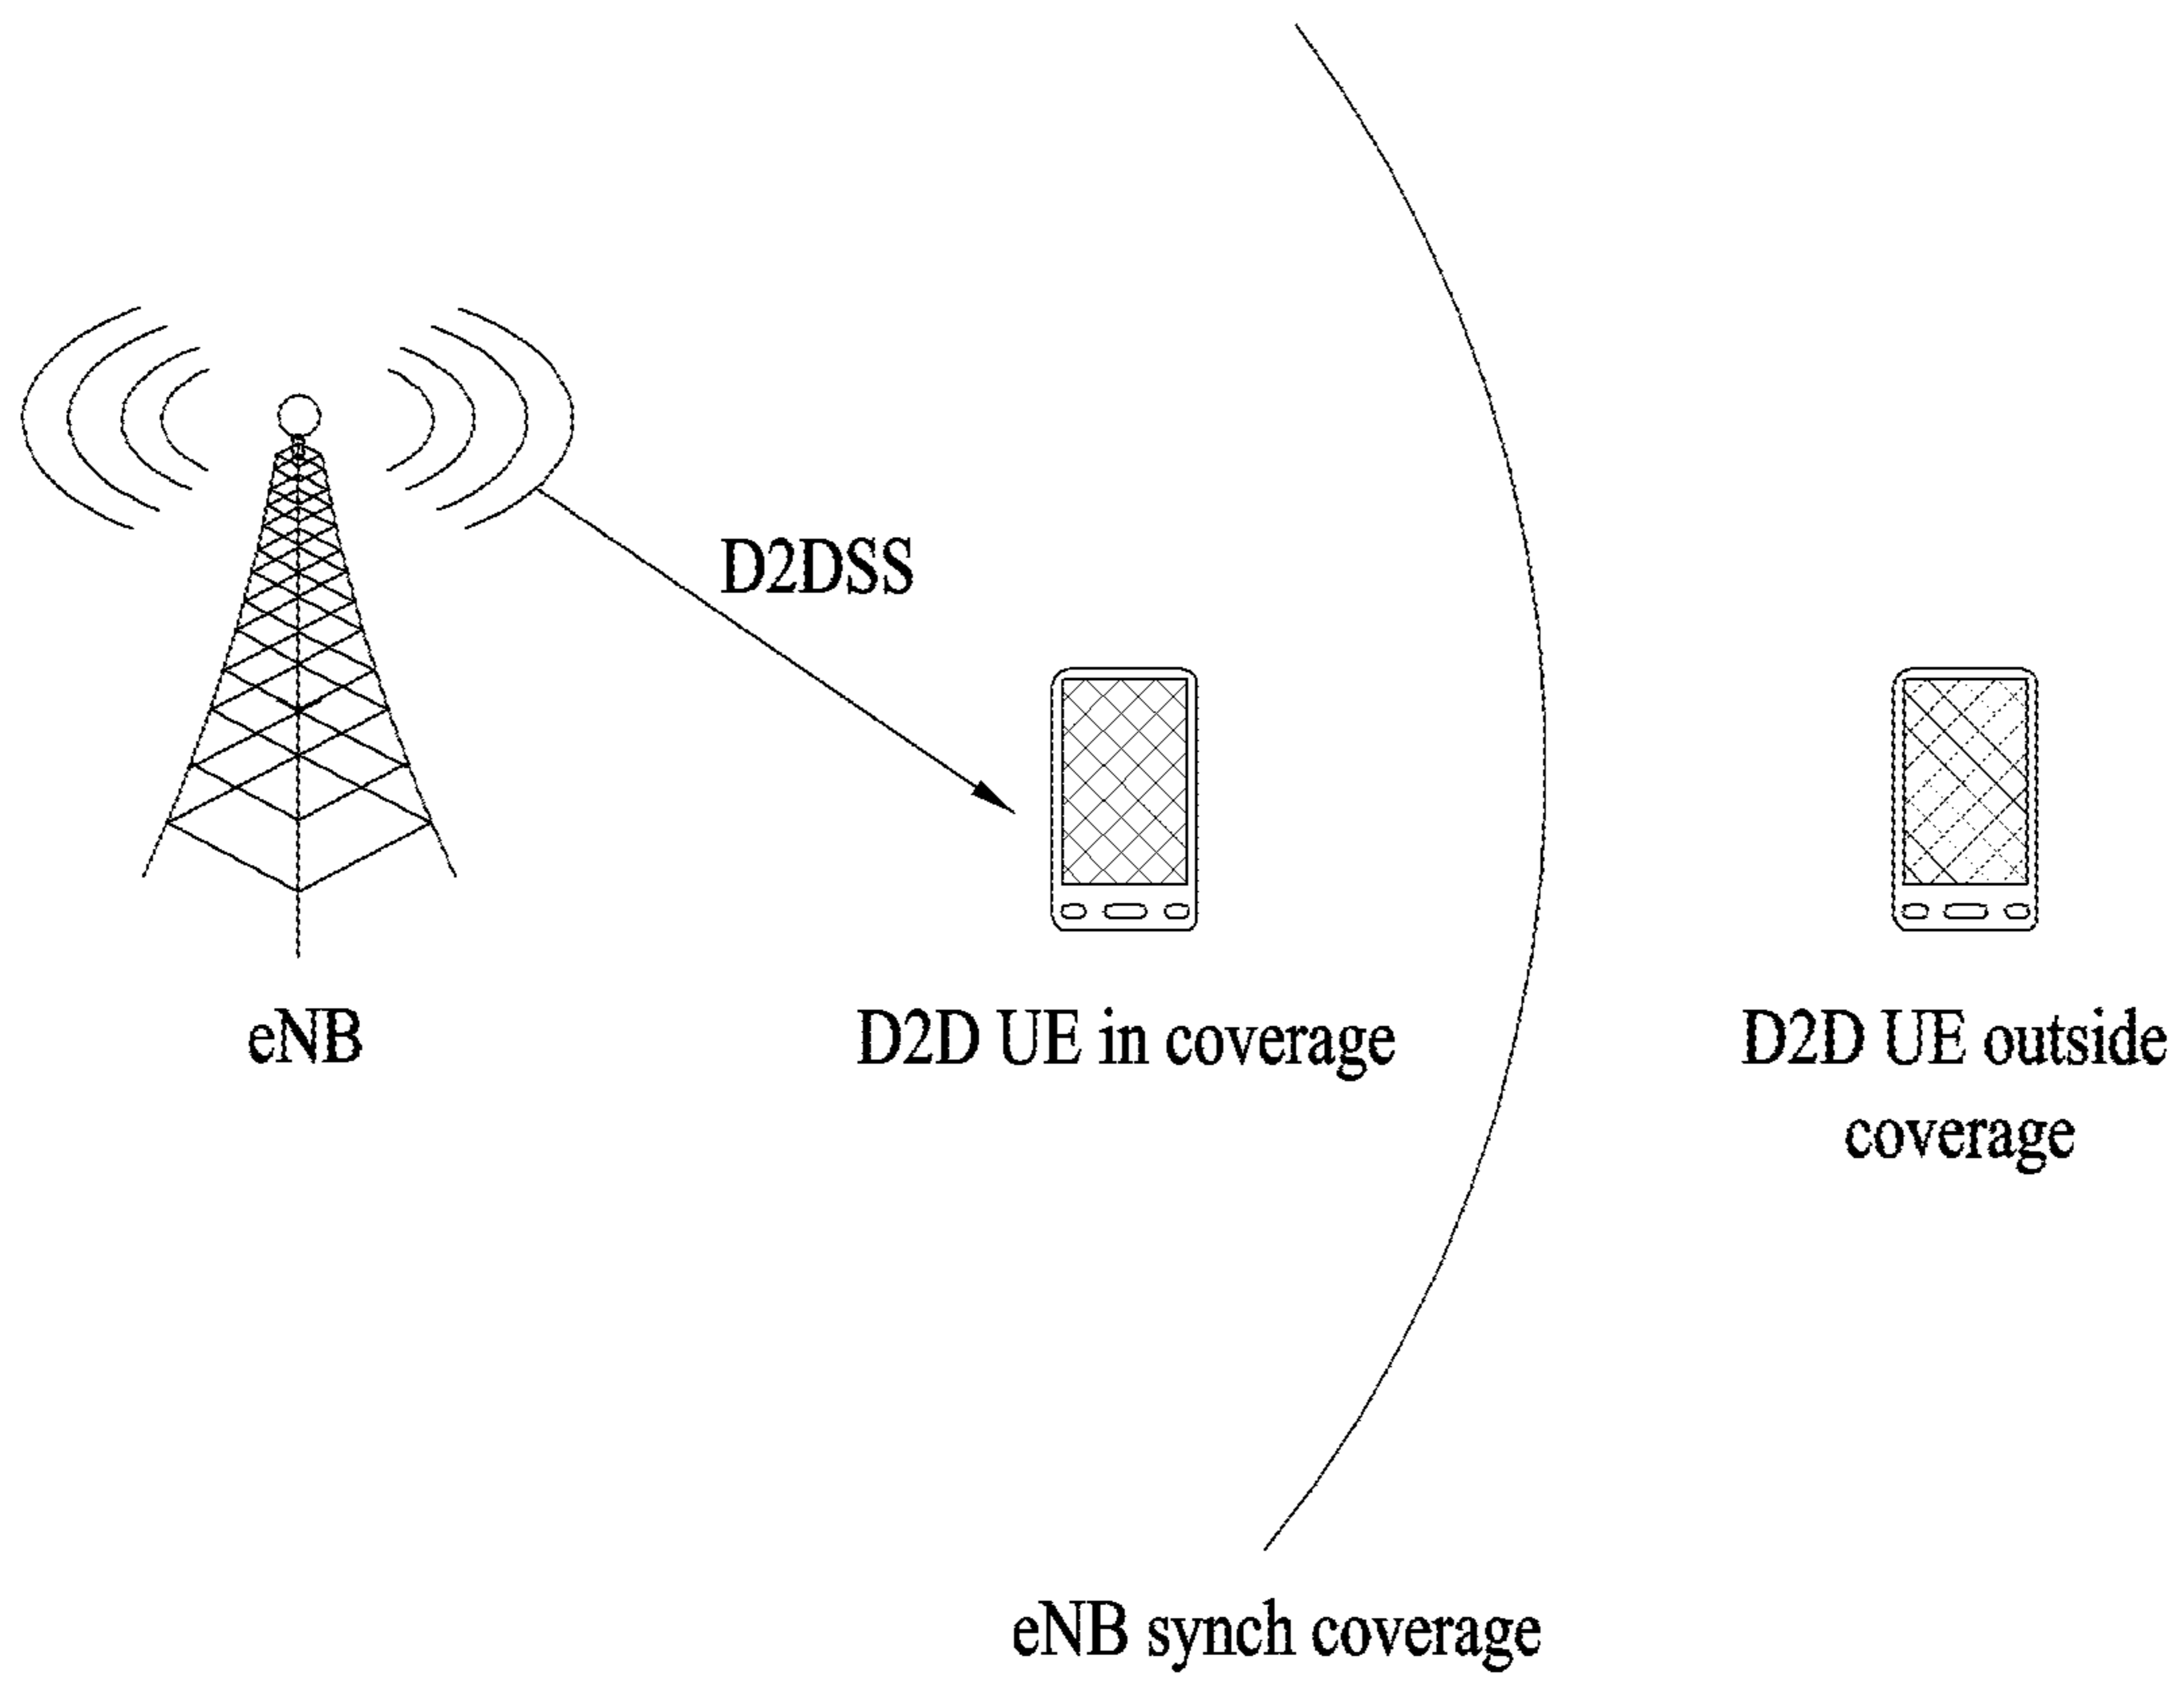 D2DSS
eNB
D2D UE in coverage
D2D UE outside
coverage
eNB synch coverage